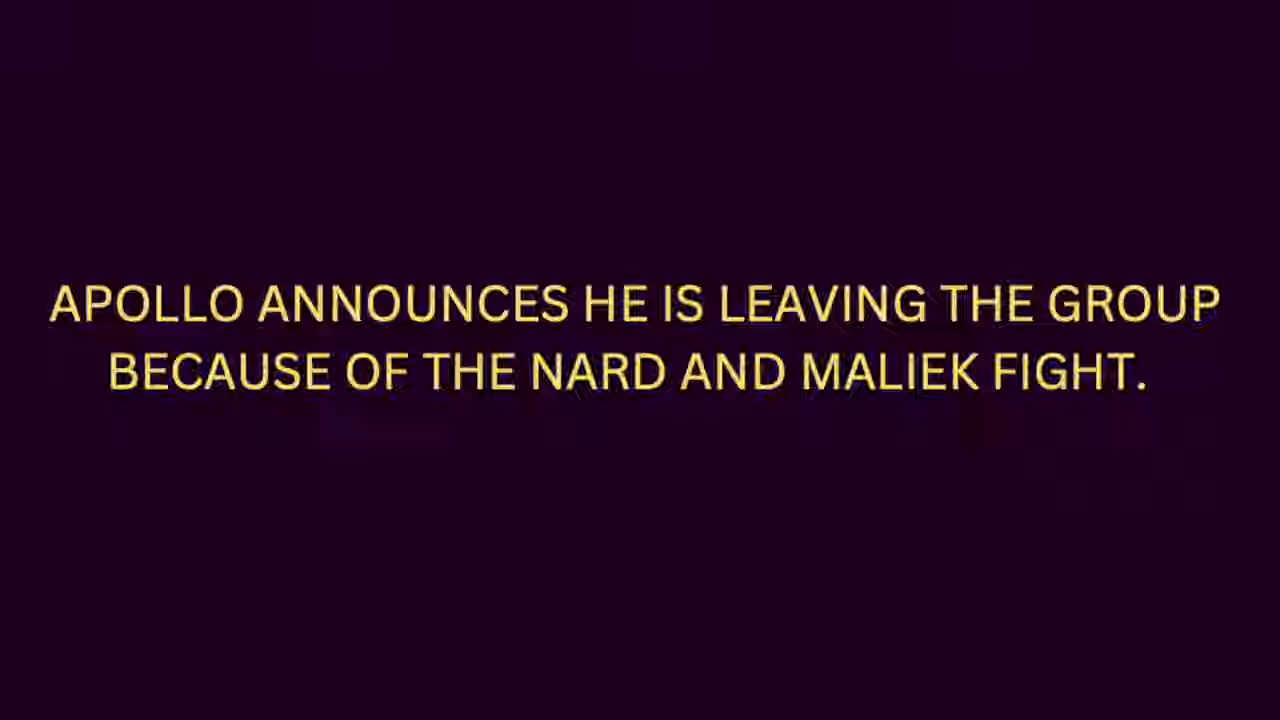 APOLLO ANNOUNCES HE IS LEAVING THE GROUP
BECAUSE OF THE NARD AND MALIEK FIGHT.